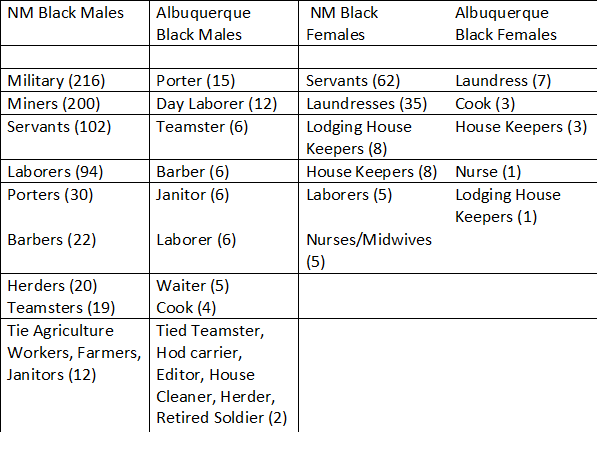 NM Black Males
Albuquerque
Black Males
NM Black
Females
Albuquerque
Black Females
Military (216)
Porter (15)
Servants (62)
Laundress (7)
Miners (200)
Day Laborer (12)
Laundresses (35)
Cook (3)
Servants (102)
Teamster (6)
Lodging House
Keepers (8)
House Keepers (3)
Laborers (94)
Barber (6)
House Keepers (8)
Nurse (1)
Porters (30)
Janitor (6)
Laborers (5)
Lodging House
Keepers (1)
Barbers (22)
Laborer (6)
Nurses/Midwives
(5)
Herders (20)
Waiter (5)
Teamsters (19)
Cook (4)
Tie Agriculture
Workers, Farmers,
Janitors (12)
Tied Teamster,
Hod carrier,
Editor, House
Cleaner, Herder,
Retired Soldier (2)